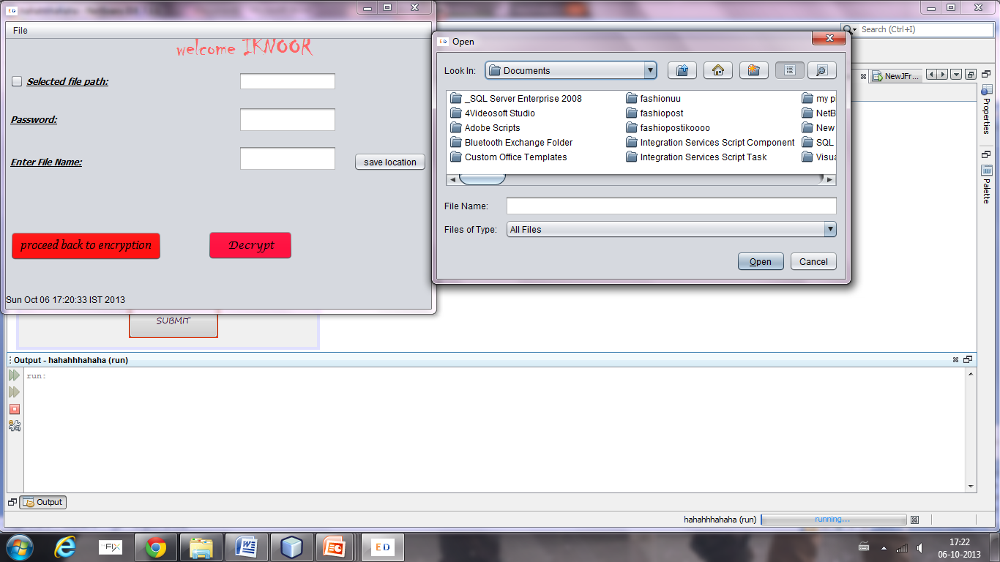 File
welcome IKNOOR
Selected file path:
Password:
Enter File Name:
save location
proceed back to encryption
Decrypt
Sun Oct 06 17:20:33 IST 2013
ED
Open
Look In:
Documents
_SQL Server Enterprise 2008
4Videosoft Studio
Adobe Scripts
Bluetooth Exchange Folder
Custom Office Templates
fashionuu
fashiopost
fashiopostikoooo
Integration Services Script Component
Integration Services Script Task
my p
NetB
New
SQL
Visua
File Name:
Files of Type:
All Files
Open
Cancel
Search (Ctrl+I)
NewJFr...
Properties
Palette
SUBMIT
Output - hahahhhahaha (run)
run:
Output
hahahhhahaha (run)
running...
FIX
E D
17:22
06-10-2013